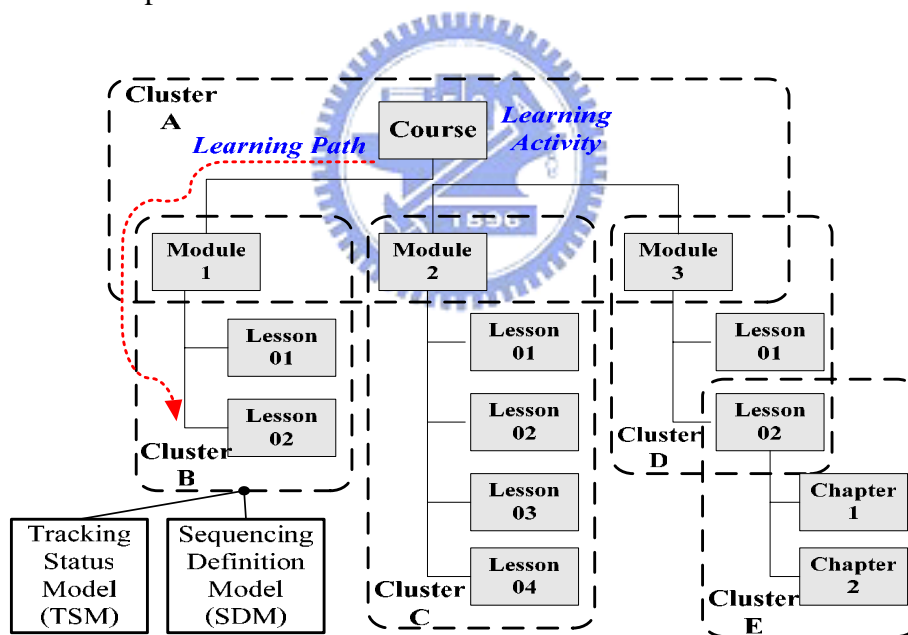 Cluster
A
Course
Learning
Activity
Learning Path
1896
Module
1
Module
2
Module
3
Lesson
01
Lesson
02
Cluster
B
Lesson
01
Lesson
02
Lesson
03
Lesson
04
Cluster
C
Lesson
01
Lesson
02
Cluster
D
Chapter
1
Chapter
2
Cluster
E
Tracking
Status
Model
(TSM)
Sequencing
Definition
Model
(SDM)